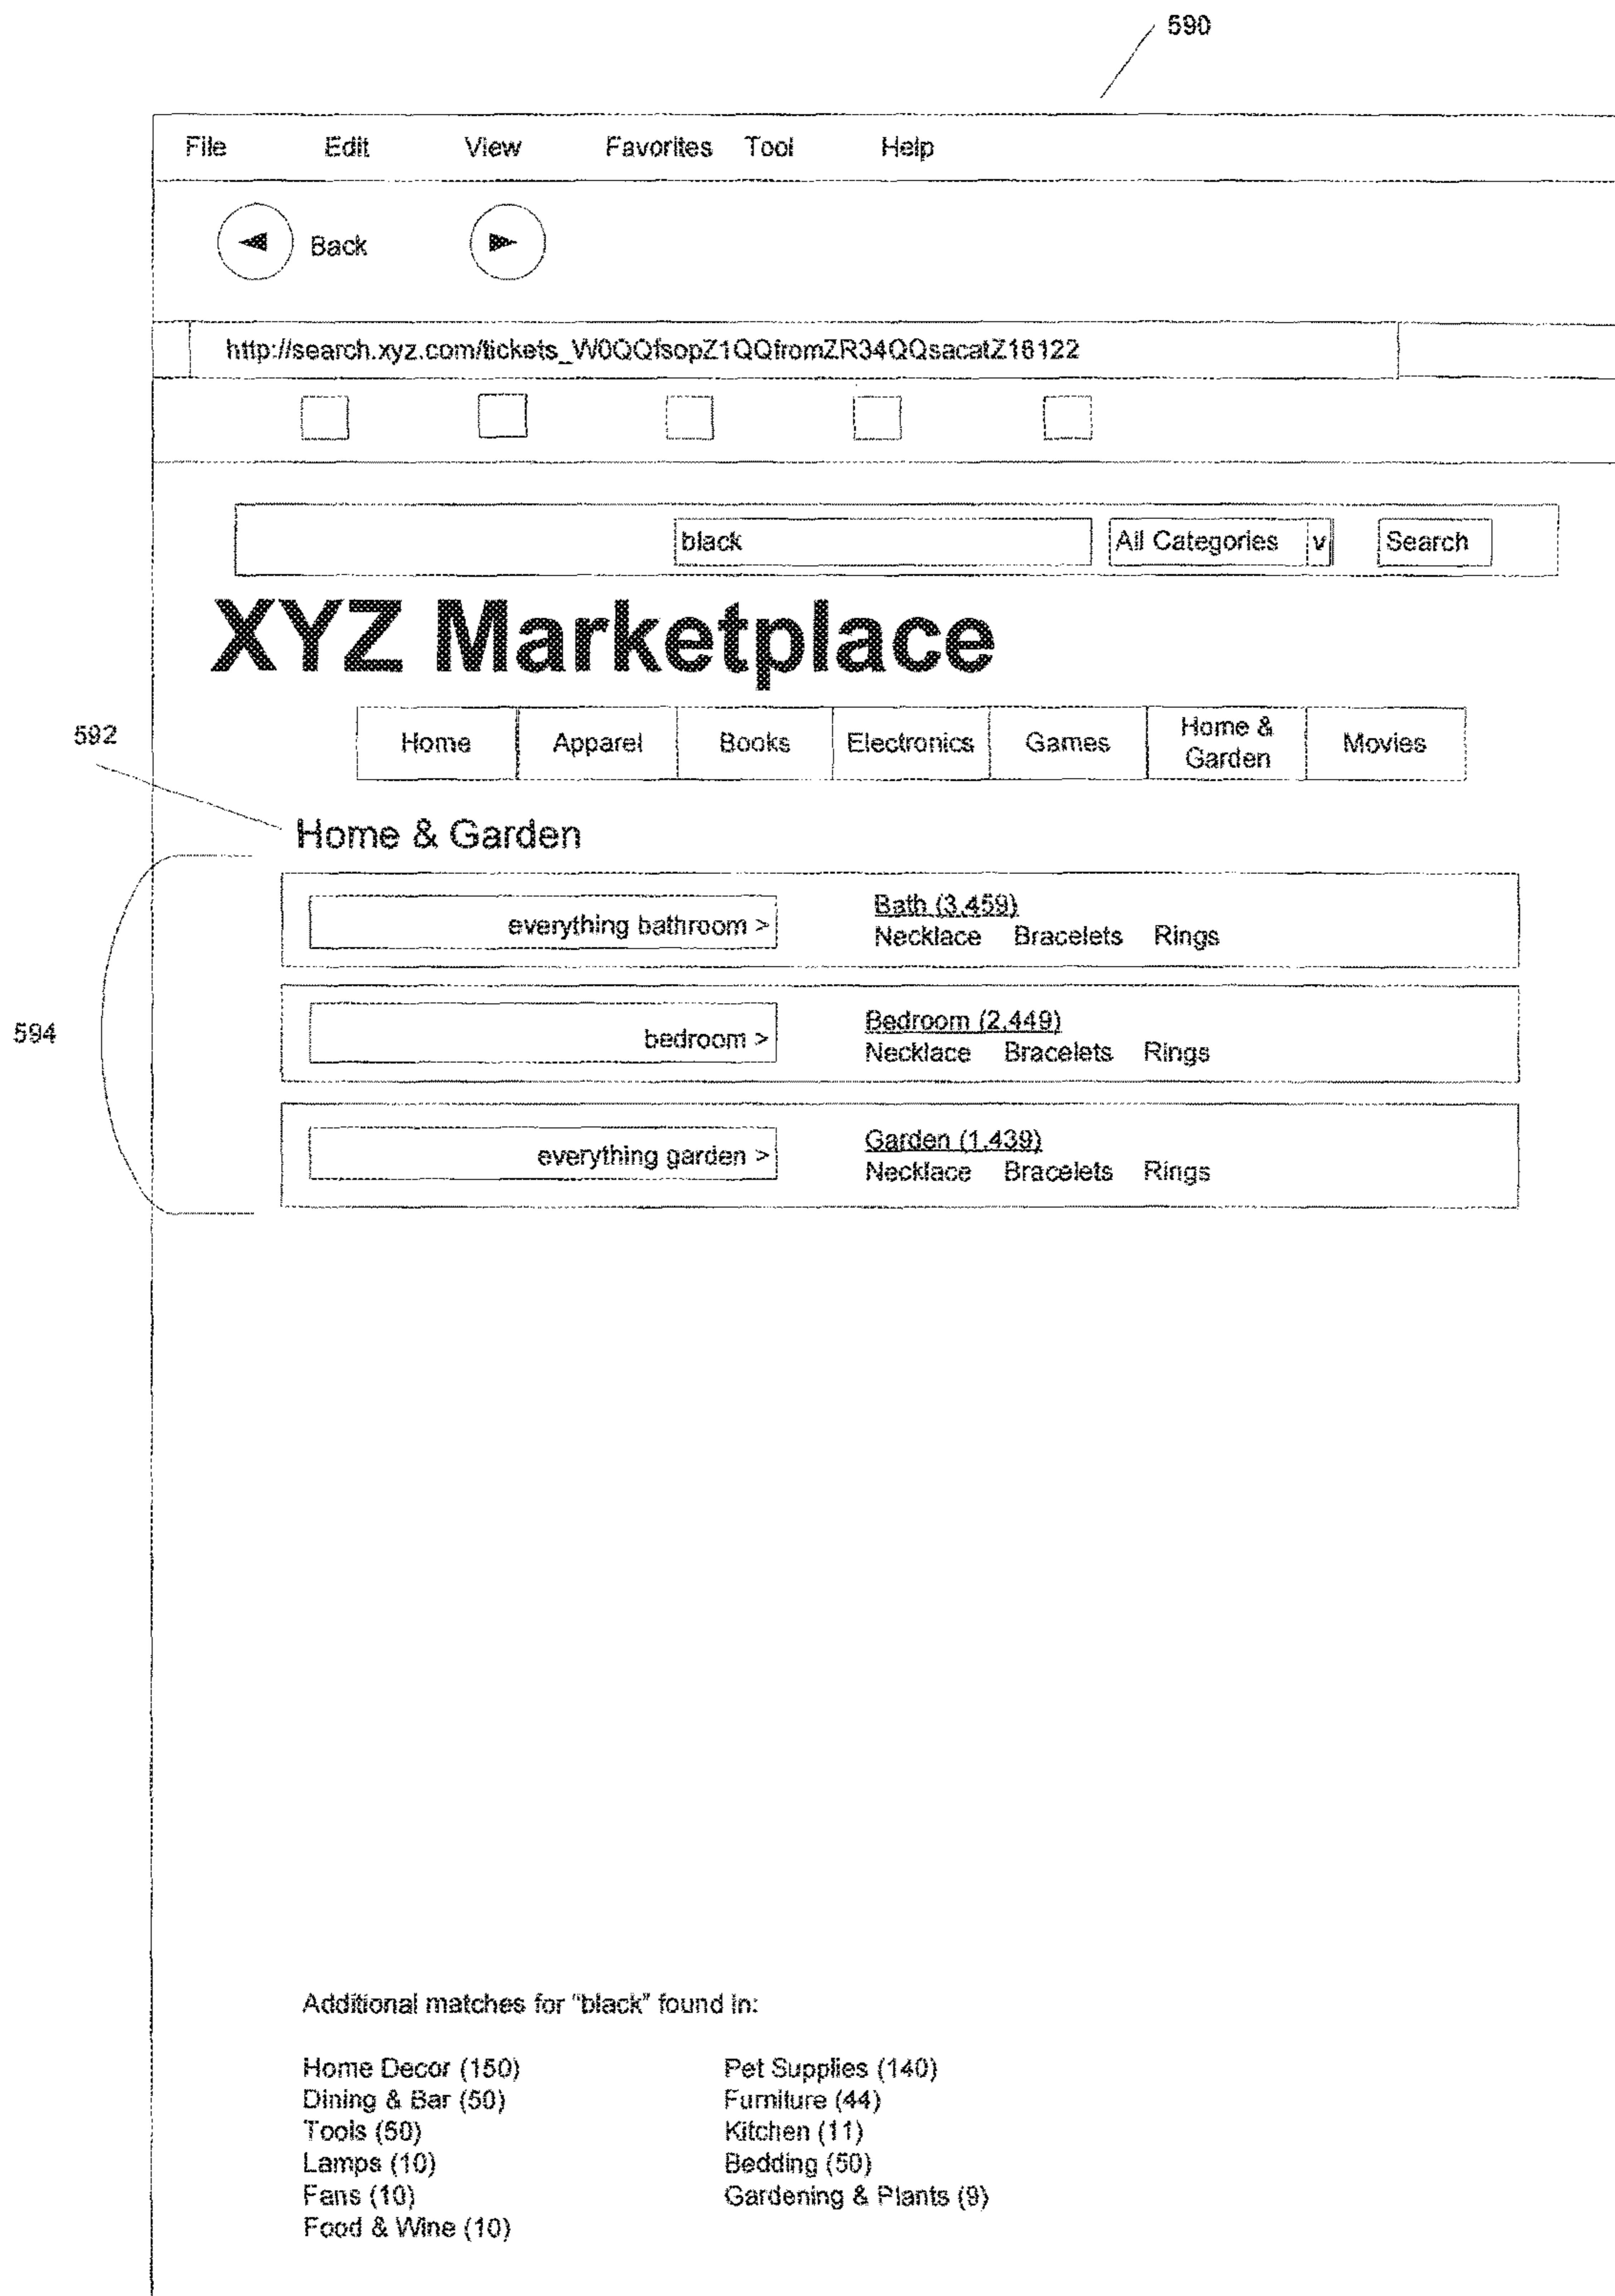 590
File Edit View Favorites Tool Help
Back
http://search.xyz.com/tickets_W0QQfsopZ1QQfromZR34QQsacatZ16122
black All Categories v Search
XYZ Marketplace
592
Home Apparel Books Electronics Games Home & Garden Movies
Home & Garden
everything bathroom > Bath (3,459)
Necklace Bracelets Rings
594
bedroom > Bedroom (2,449)
Necklace Bracelets Rings
everything garden > Garden (1,439)
Necklace Bracelets Rings
Additional matches for "black" found in:
Home Decor (150) Pet Supplies (140)
Dining & Bar (50) Furniture (44)
Tools (50) Kitchen (11)
Lamps (10) Bedding (50)
Fans (10) Gardening & Plants (9)
Food & Wine (10)